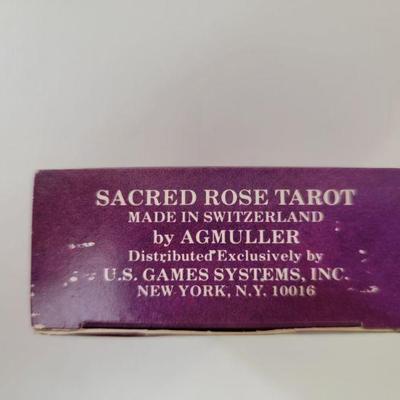 SACRED ROSE TAROT
MADE IN SWITZERLAND
by AGMULLER
Distributed Exclusively by
U.S. GAMES SYSTEMS, INC.
NEW YORK, N.Y. 10016